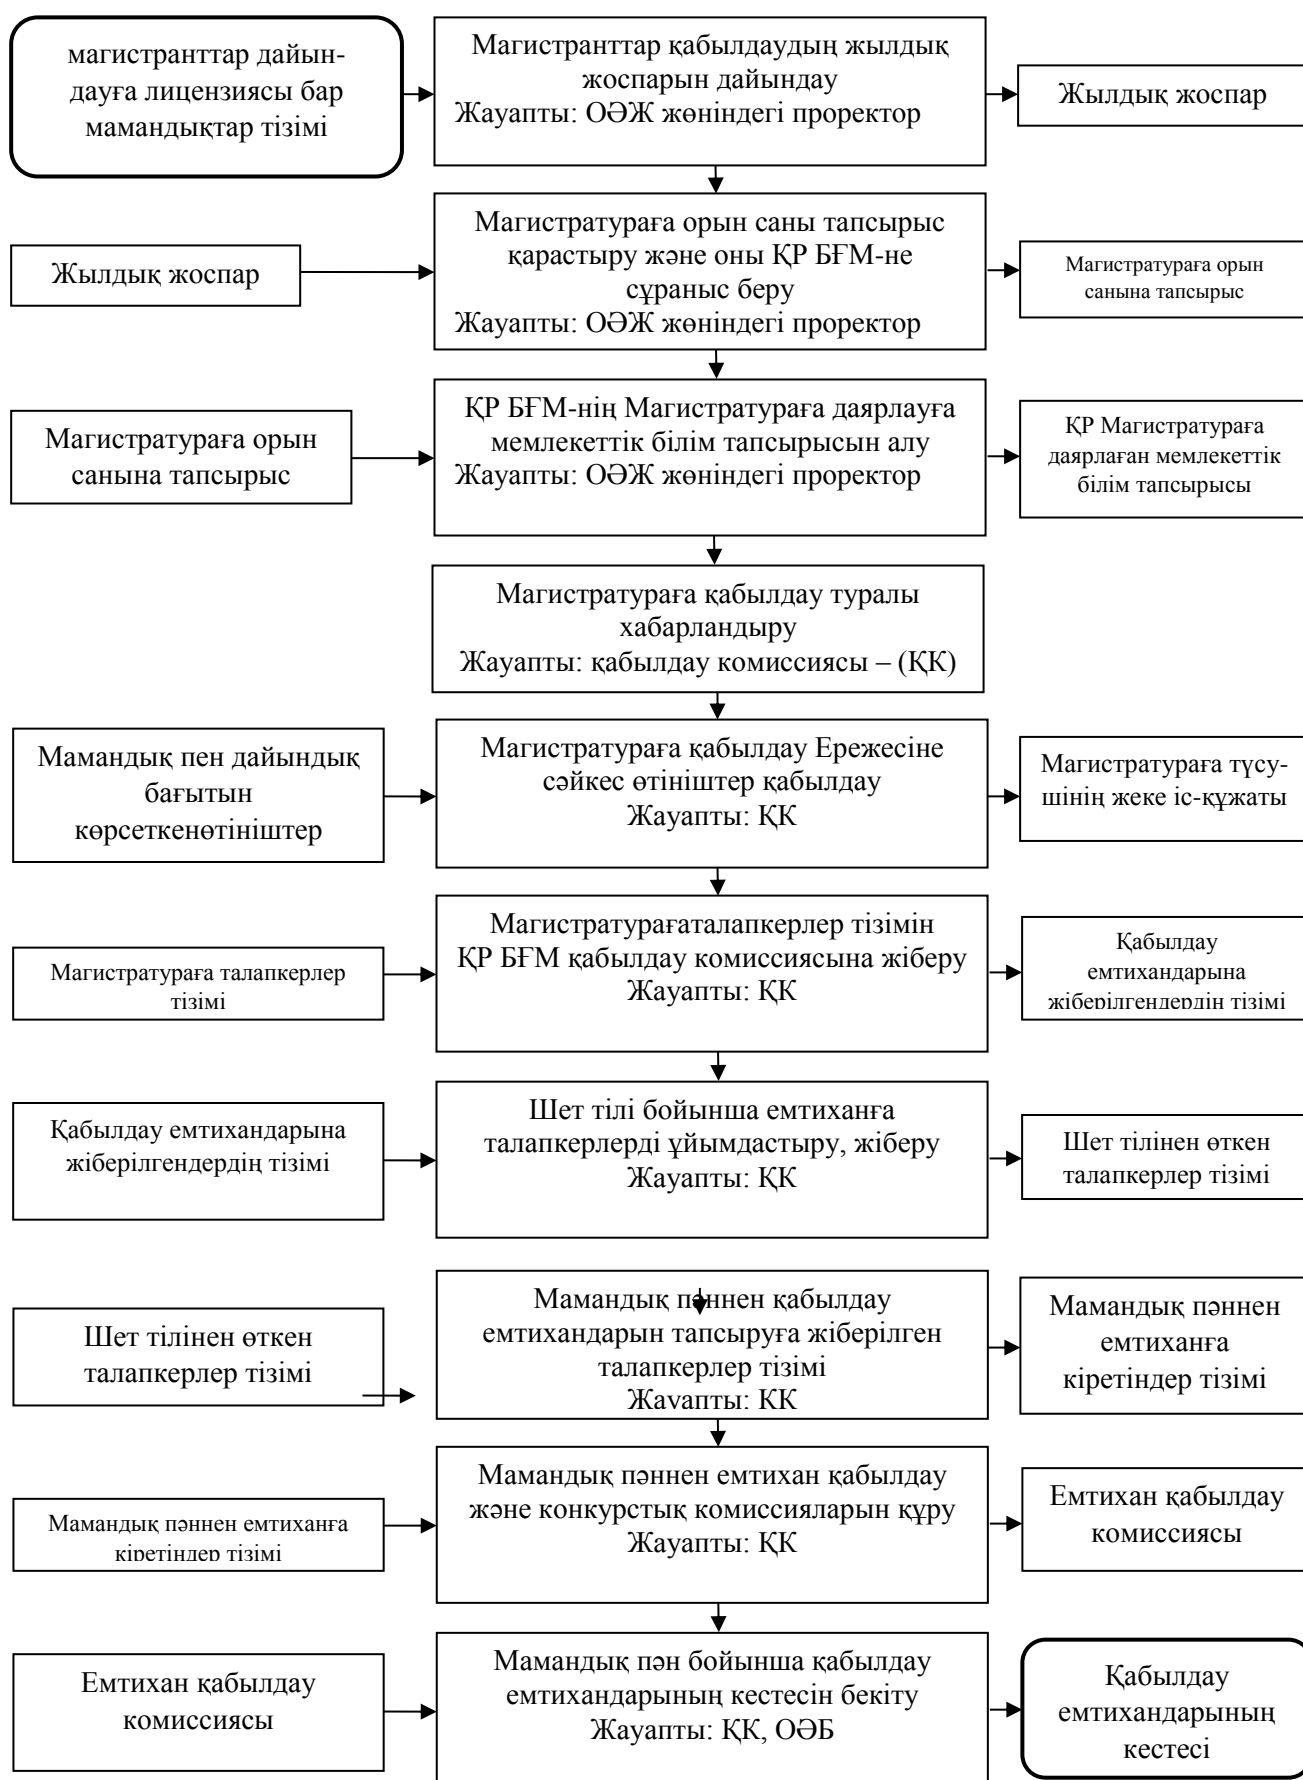 магистранттар дайын-
дауға лицензиясы бар
мамандықтар тізімі
Магистранттар қабылдаудың жылдық
жоспарын дайындау
Жауапты: ОӘЖ жөніндегі проректор
Жылдық жоспар
Жылдық жоспар
Магистратураға орын саны тапсырыс
қарастыру және оны ҚР БҒМ-не
сұраныс беру
Жауапты: ОӘЖ жөніндегі проректор
Магистратураға орын
санына тапсырыс
Магистратураға орын
санына тапсырыс
ҚР БҒМ-нің Магистратураға даярлауға
мемлекеттік білім тапсырысын алу
Жауапты: ОӘЖ жөніндегі проректор
ҚР Магистратураға
даярлаған мемлекеттік
білім тапсырысы
Магистратураға қабылдау туралы
хабарландыру
Жауапты: қабылдау комиссиясы – (ҚК)
Мамандық пен дайындық
бағытын
көрсеткенөтініштер
Магистратураға қабылдау Ережесіне
сәйкес өтініштер қабылдау
Жауапты: ҚК
Магистратураға түсу-
шінің жеке іс-құжаты
Магистратураға талапкерлер
тізімі
Магистратурағаталапкерлер тізімін
ҚР БҒМ қабылдау комиссиясына жіберу
Жауапты: ҚК
Қабылдау
емтихандарына
жіберілгендердің тізімі
Қабылдау емтихандарына
жіберілгендердің тізімі
Шет тілі бойынша емтиханға
талапкерлерді ұйымдастыру, жіберу
Жауапты: ҚК
Шет тілінен өткен
талапкерлер тізімі
Шет тілінен өткен
талапкерлер тізімі
Мамандық пәннен қабылдау
емтихандарын тапсыруға жіберілген
талапкерлер тізімі
Жауапты: ҚК
Мамандық пәннен
емтиханға
кіретіндер тізімі
Мамандық пәннен емтиханға
кіретіндер тізімі
Мамандық пәннен емтихан қабылдау
және конкурстық комиссияларын құру
Жауапты: ҚК
Емтихан қабылдау
комиссиясы
Емтихан қабылдау
комиссиясы
Мамандық пән бойынша қабылдау
емтихандарының кестесін бекіту
Жауапты: ҚК, ОӘБ
Қабылдау
емтихандарының
кестесі